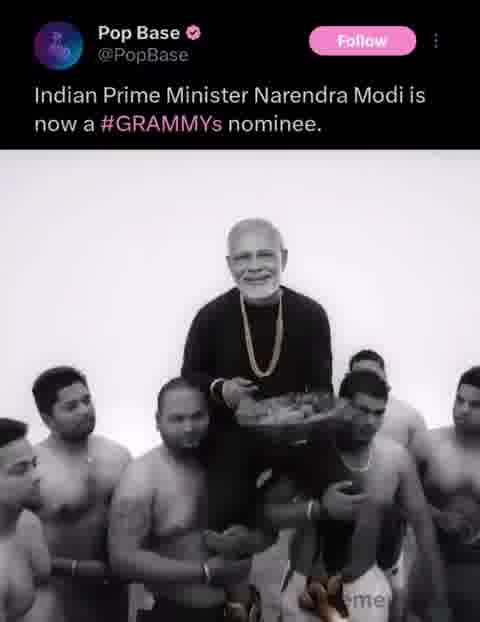 Pop Base
@PopBase
Follow
Indian Prime Minister Narendra Modi is
now a #GRAMMYs nominee.